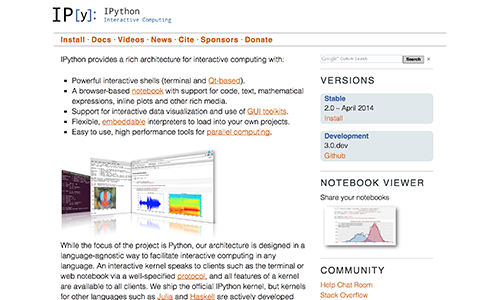 IP[y]: IPython
Interactive Computing
Install · Docs · Videos · News · Cite · Sponsors · Donate
IPython provides a rich architecture for interactive computing with:
Powerful interactive shells (terminal and Qt-based).
A browser-based notebook with support for code, text, mathematical
expressions, inline plots and other rich media.
Support for interactive data visualization and use of GUI toolkits.
Flexible, embeddable interpreters to load into your own projects.
Easy to use, high performance tools for parallel computing.
While the focus of the project is Python, our architecture is designed in a
language-agnostic way to facilitate interactive computing in any
language. An interactive kernel speaks to clients such as the terminal or
web notebook via a well-specified protocol, and all features of a kernel
are available to all clients. We ship the official IPython kernel, but kernels
for other languages such as Julia and Haskell are actively developed
Google Custom Search
Search
×
VERSIONS
Stable
2.0 – April 2014
Install
Development
3.0.dev
Github
NOTEBOOK VIEWER
Share your notebooks
COMMUNITY
Help Chat Room
Stack Overflow